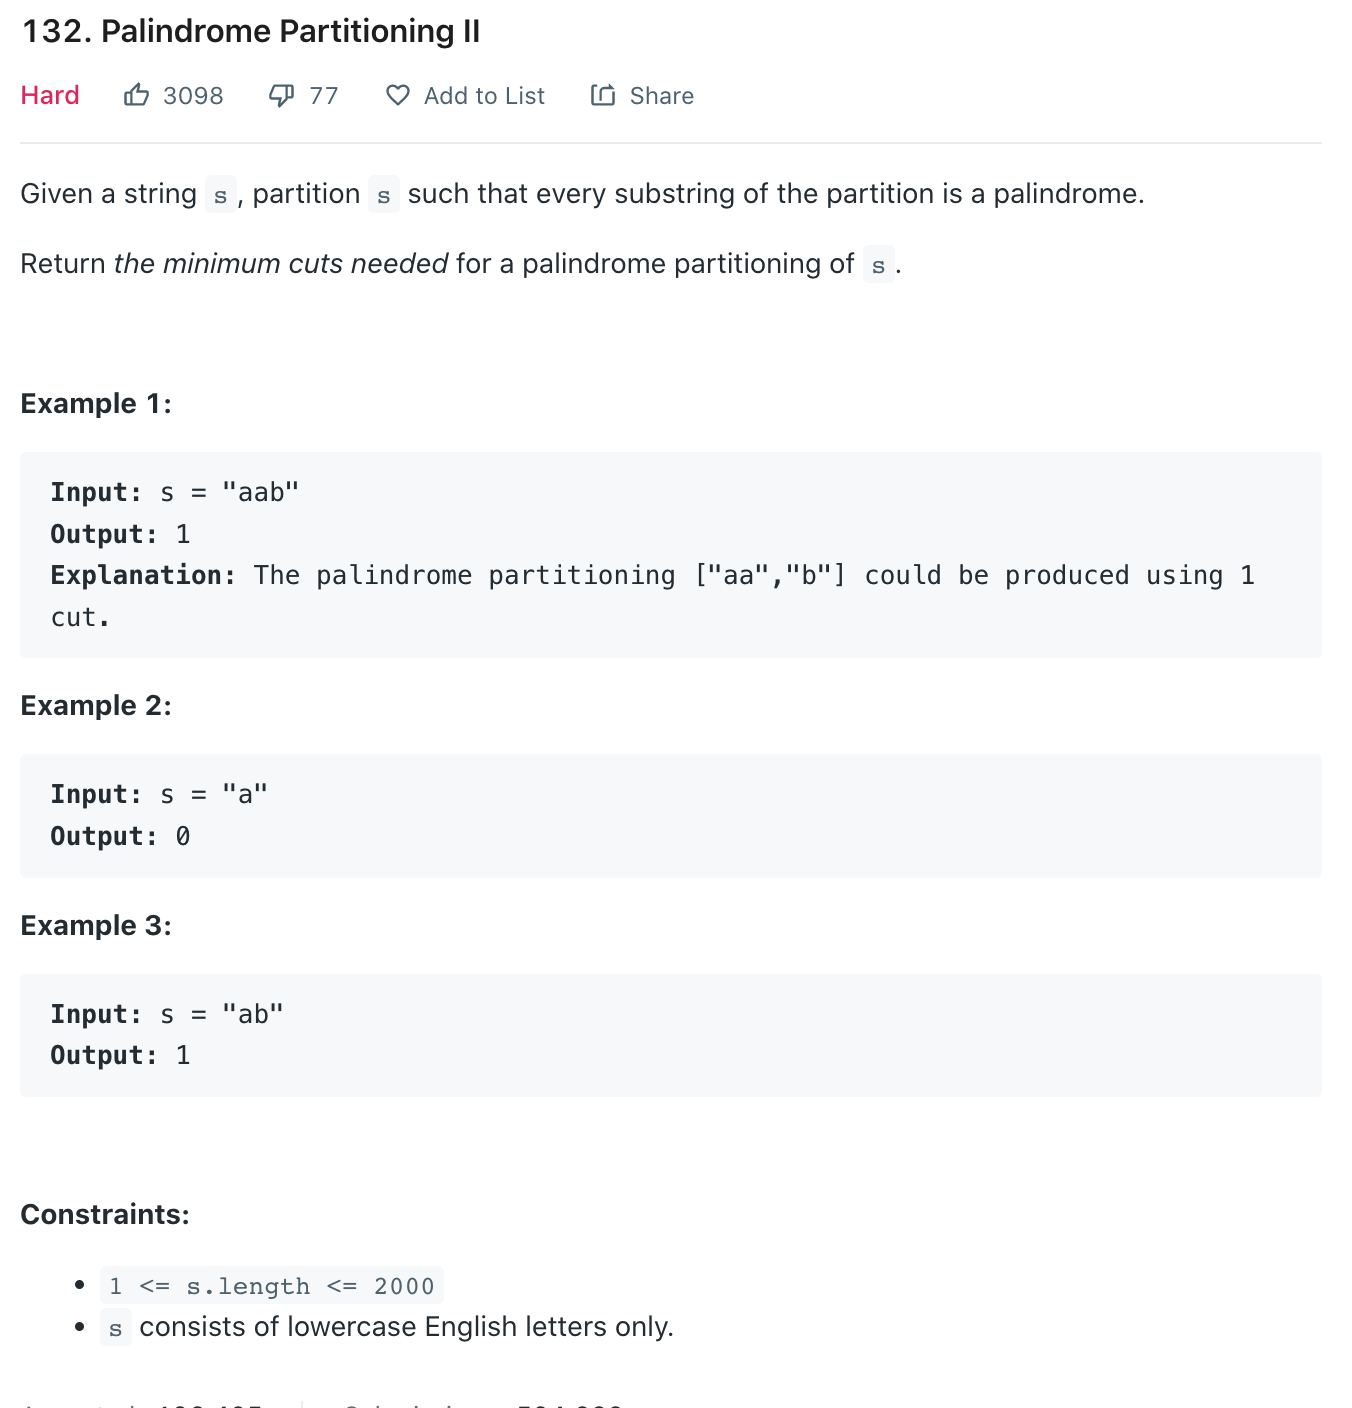 132. Palindrome Partitioning II
Hard 3098 77 Add to List Share
Given a string s, partition s such that every substring of the partition is a palindrome.
Return the minimum cuts needed for a palindrome partitioning of s.
Example 1:
Input: s = "aab"
Output: 1
Explanation: The palindrome partitioning ["aa","b"] could be produced using 1
cut.
Example 2:
Input: s = "a"
Output: 0
Example 3:
Input: s = "ab"
Output: 1
Constraints:
1 <= s.length <= 2000
s consists of lowercase English letters only.